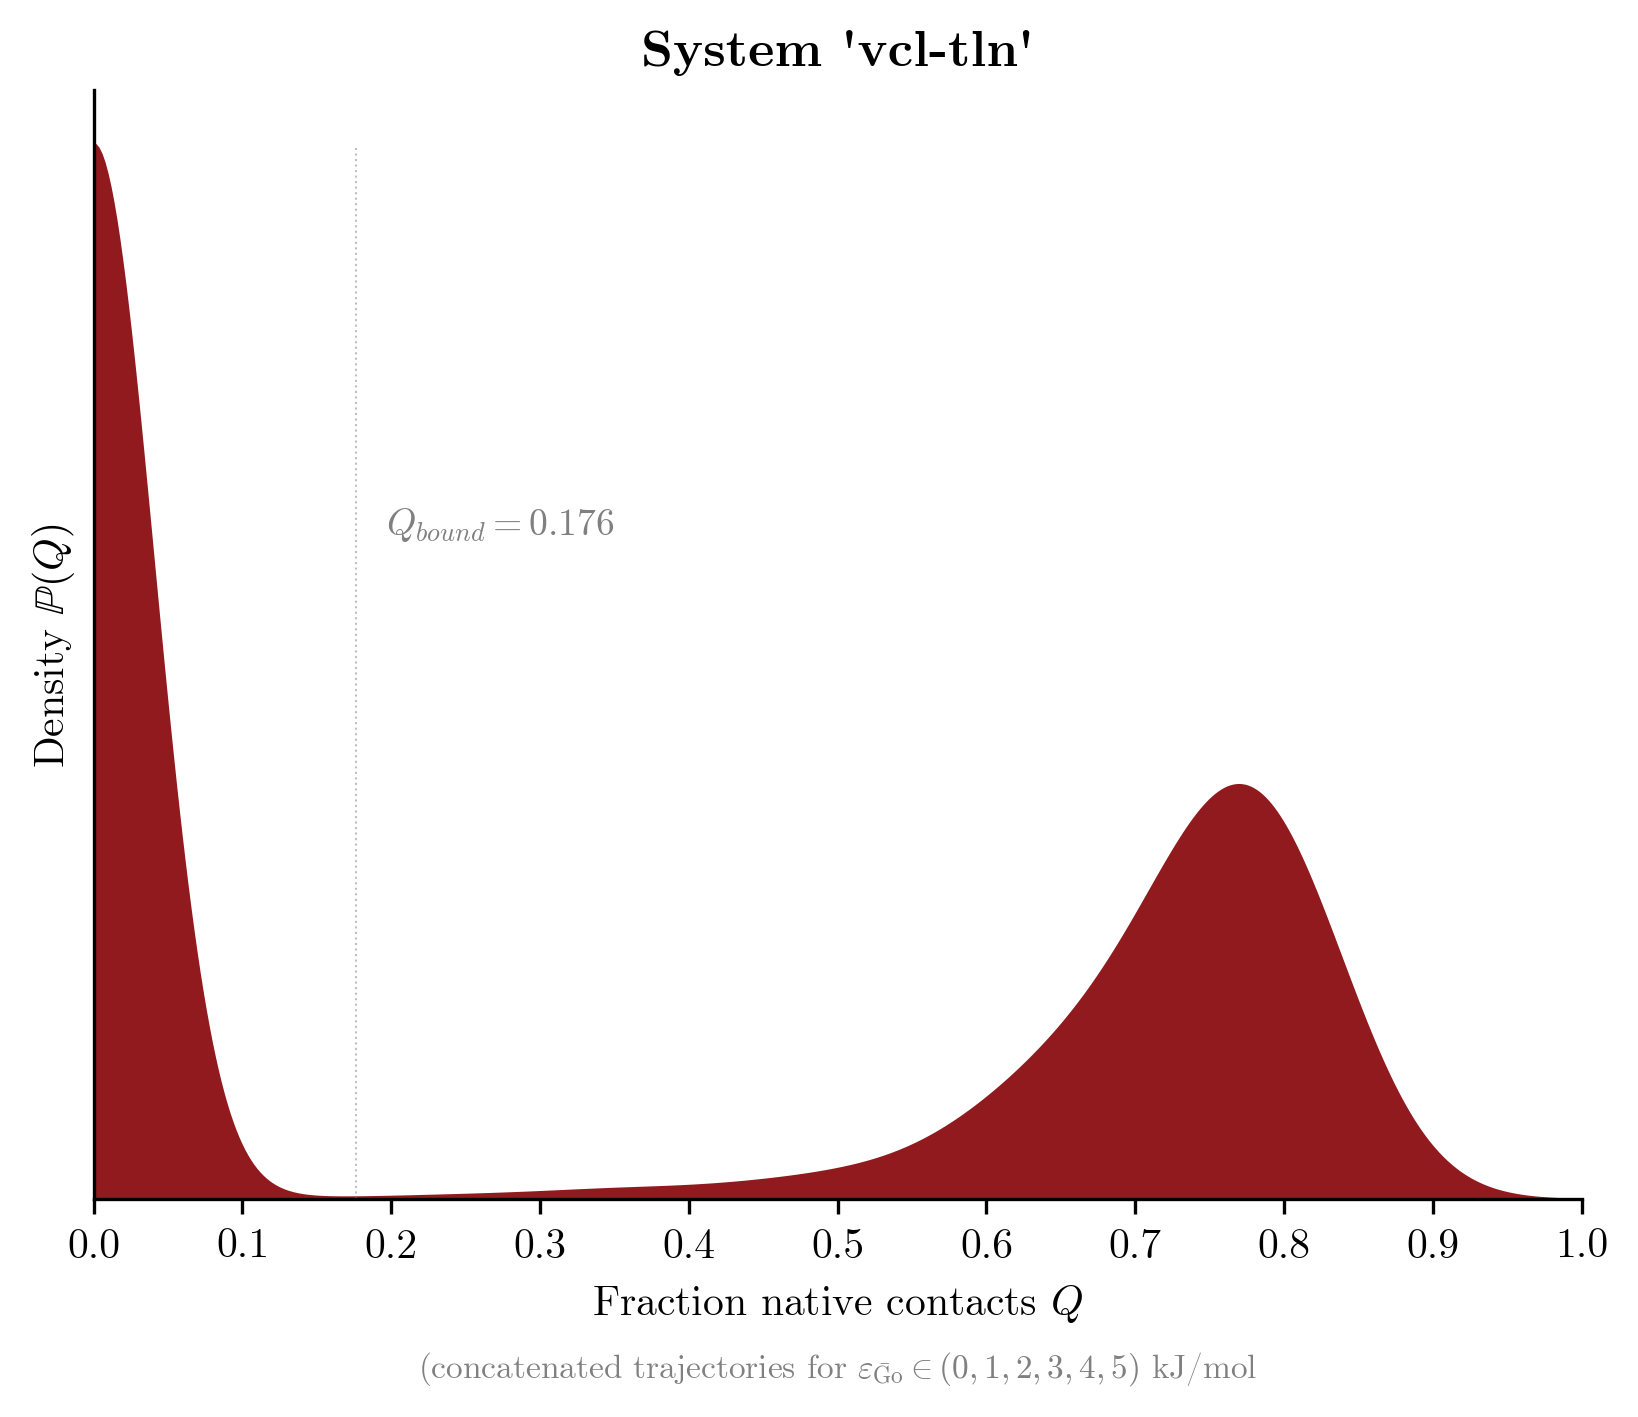 System 'vcl-tln'
Density ℙ(Q)
Q_bound = 0.176
0.0 0.1 0.2 0.3 0.4 0.5 0.6 0.7 0.8 0.9 1.0
Fraction native contacts Q
(concatenated trajectories for ε_Ḡo ∈ (0, 1, 2, 3, 4, 5) kJ/mol